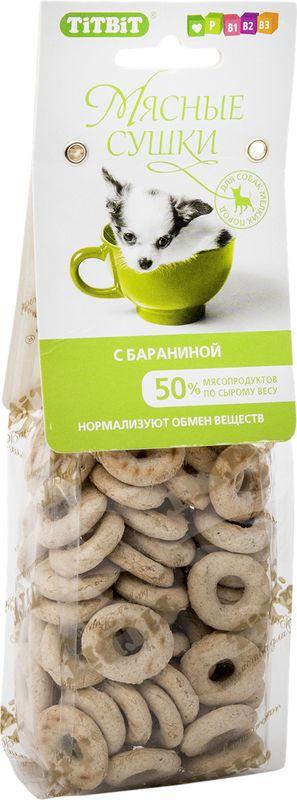 TiTBiT
P B1 B2 B3
Мясные
сушки
ДЛЯ СОБАК МЕЛКИХ ПОРОД
С БАРАНИНОЙ
50% МЯСОПРОДУКТОВ
ПО СЫРОМУ ВЕСУ
НОРМАЛИЗУЮТ ОБМЕН ВЕЩЕСТВ